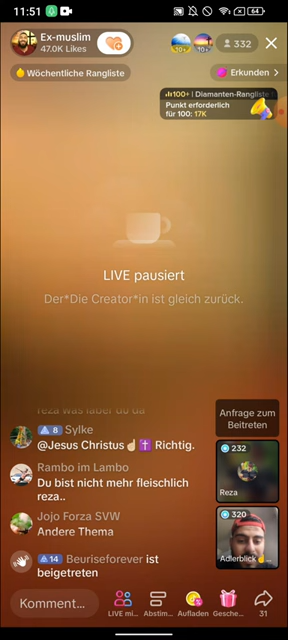 11:51
64
Ex-muslim
47.0K Likes
10+
10+
332
Wöchentliche Rangliste
Erkunden >
100+ | Diamanten-Rangliste
Punkt erforderlich
für 100: 17K
LIVE pausiert
Der*Die Creator*in ist gleich zurück.
reza was laber du da
8 Sylke
@Jesus Christus☝️✝️ Richtig.
Rambo im Lambo
Du bist nicht mehr fleischlich
reza..
Jojo Forza SVW
Andere Thema
14 Beuriseforever ist
beigetreten
Anfrage zum
Beitreten
232
Reza
320
Adlerblick☝...
Komment...
LIVE mi...
Abstim...
Aufladen
Gesche...
31